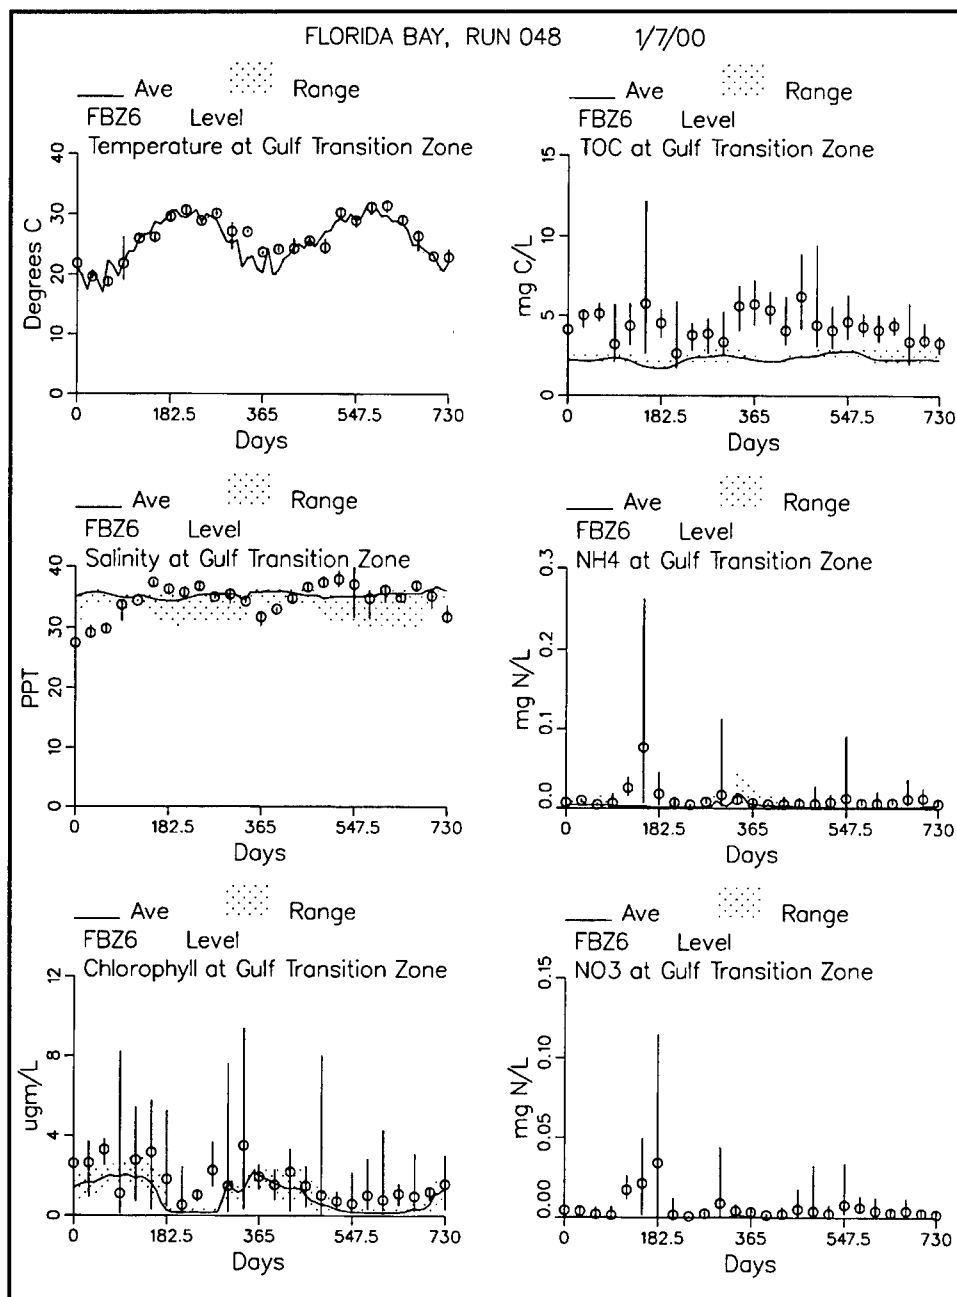 FLORIDA BAY, RUN 048 1/7/00
Ave Range
FBZ6 Level
Temperature at Gulf Transition Zone
40
30
20
10
0
Degrees C
0 182.5 365 547.5 730
Days
Ave Range
FBZ6 Level
TOC at Gulf Transition Zone
15
10
5
0
mg C/L
0 182.5 365 547.5 730
Days
Ave Range
FBZ6 Level
Salinity at Gulf Transition Zone
40
30
20
10
0
PPT
0 182.5 365 547.5 730
Days
Ave Range
FBZ6 Level
NH4 at Gulf Transition Zone
0.3
0.2
0.1
0.0
mg N/L
0 182.5 365 547.5 730
Days
Ave Range
FBZ6 Level
Chlorophyll at Gulf Transition Zone
12
8
4
0
ugm/L
0 182.5 365 547.5 730
Days
Ave Range
FBZ6 Level
NO3 at Gulf Transition Zone
0.15
0.10
0.05
0.00
mg N/L
0 182.5 365 547.5 730
Days